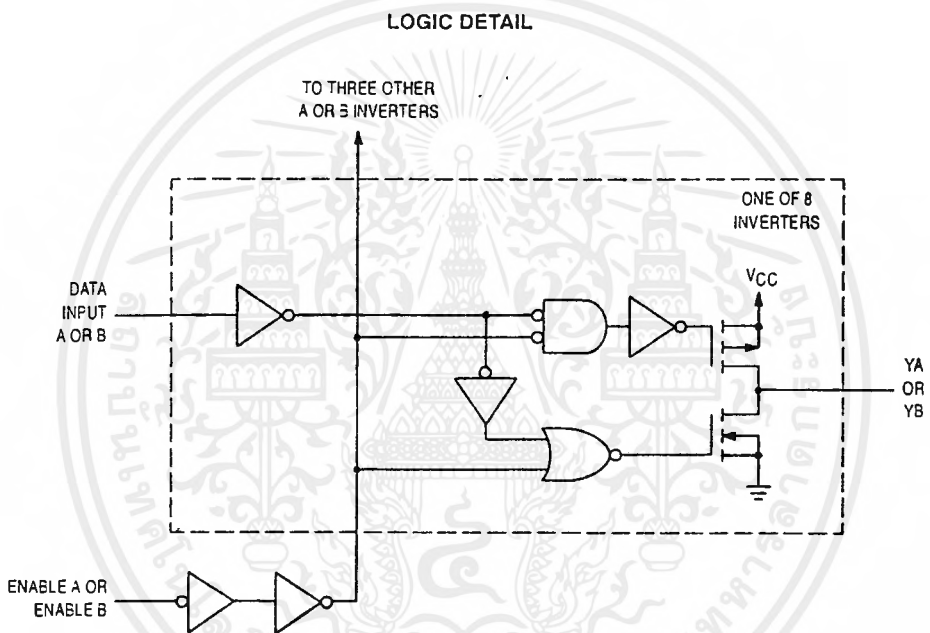 LOGIC DETAIL
TO THREE OTHER
A OR B INVERTERS
ONE OF 8
INVERTERS
VCC
DATA
INPUT
A OR B
YA
OR
YB
ENABLE A OR
ENABLE B